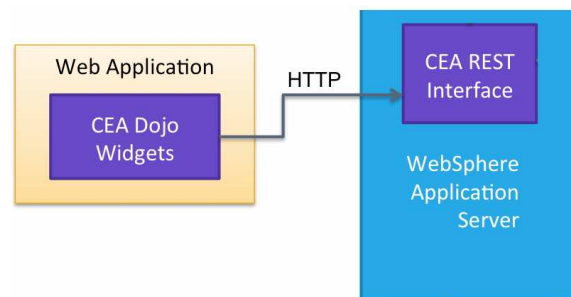 Web Application
CEA Dojo
Widgets
HTTP
CEA REST
Interface
WebSphere
Application
Server